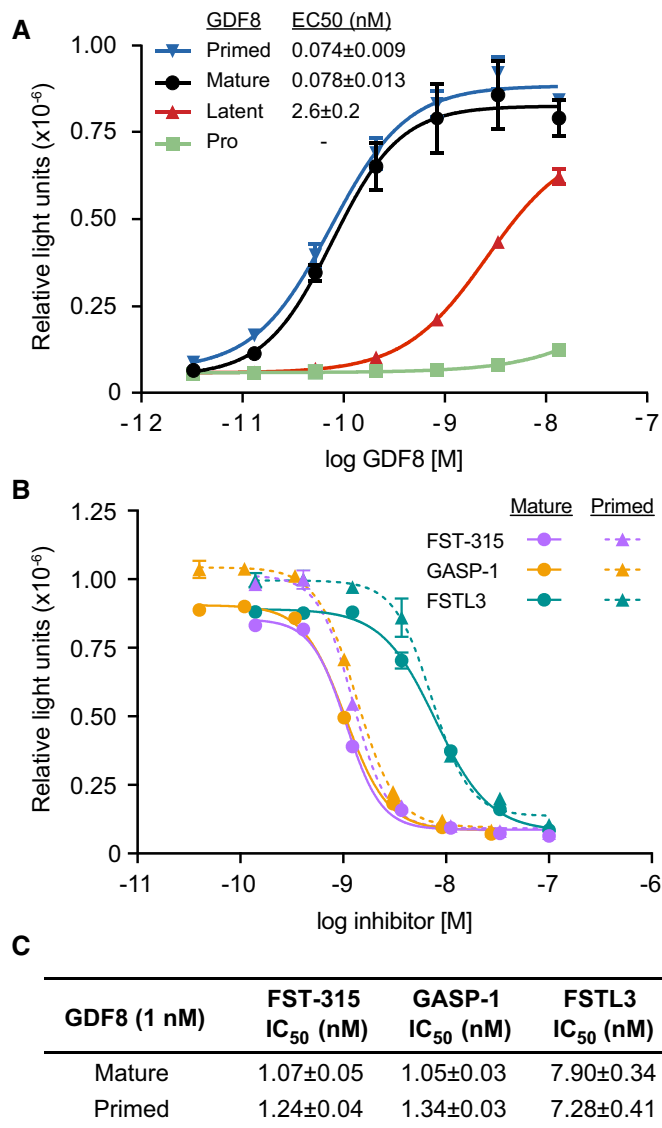 A
GDF8 EC50 (nM)
Primed 0.074±0.009
Mature 0.078±0.013
Latent 2.6±0.2
Pro -
Relative light units (x10⁻⁶)
1.00
0.75
0.50
0.25
0
-12 -11 -10 -9 -8 -7
log GDF8 [M]
B
Mature Primed
FST-315
GASP-1
FSTL3
Relative light units (x10⁻⁶)
1.25
1.00
0.75
0.50
0.25
0
-11 -10 -9 -8 -7 -6
log inhibitor [M]
C
GDF8 (1 nM) FST-315 IC₅₀ (nM) GASP-1 IC₅₀ (nM) FSTL3 IC₅₀ (nM)
Mature 1.07±0.05 1.05±0.03 7.90±0.34
Primed 1.24±0.04 1.34±0.03 7.28±0.41